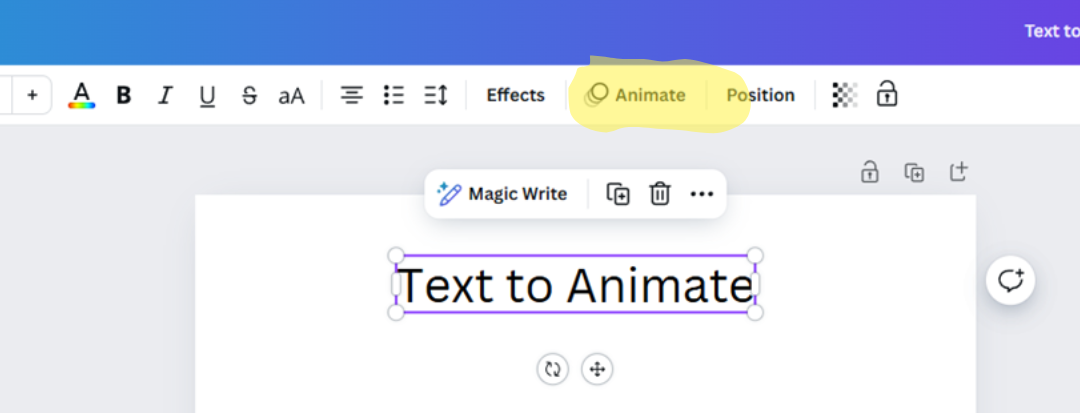 Text to
+ A B I U S aA Effects Animate Position
Magic Write
Text to Animate